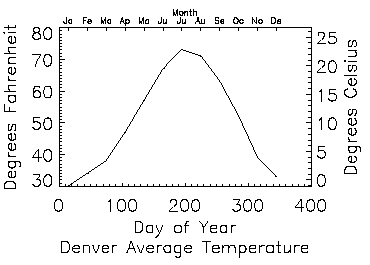 Month
Ja Fe Ma Ap Ma Ju Ju Au Se Oc No De
Degrees Fahrenheit
80
70
60
50
40
30
25
20
15
10
5
0
Degrees Celsius
0 100 200 300 400
Day of Year
Denver Average Temperature